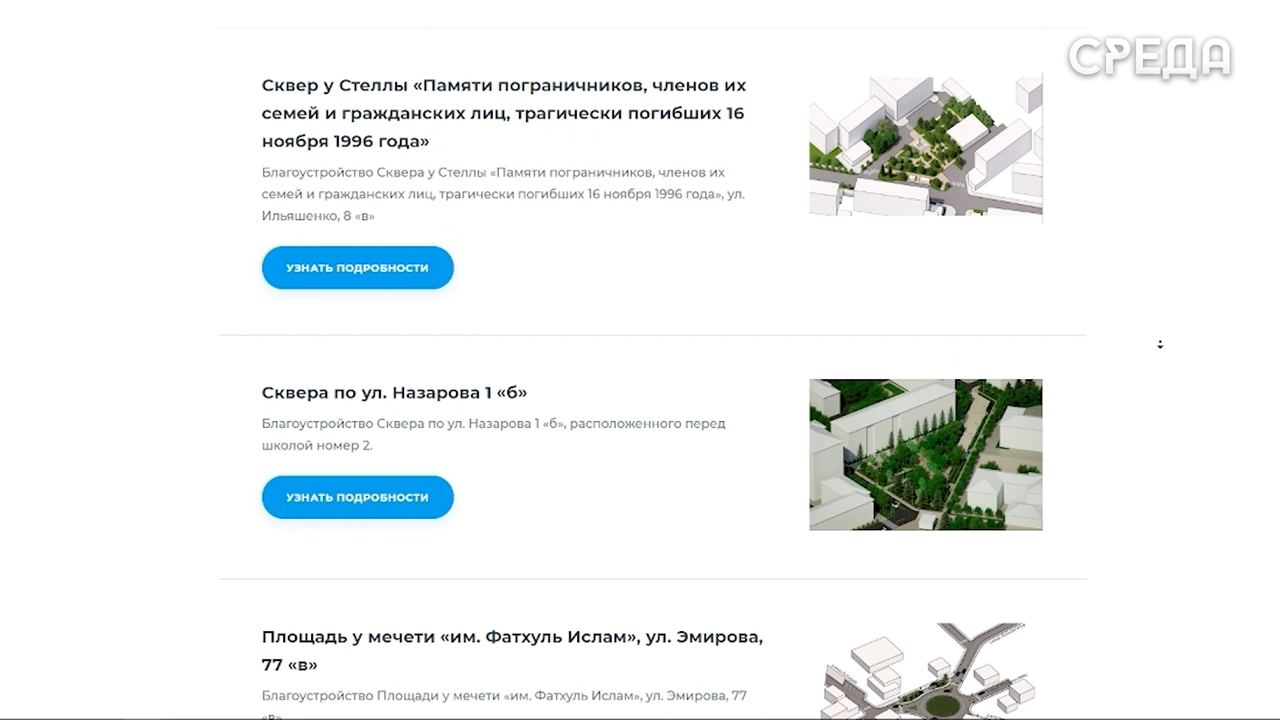 СРЕДА
Сквер у Стеллы «Памяти пограничников, членов их
семей и гражданских лиц, трагически погибших 16
ноября 1996 года»
Благоустройство Сквера у Стеллы «Памяти пограничников, членов их
семей и гражданских лиц, трагически погибших 16 ноября 1996 года», ул.
Ильяшенко, 8 «в»
УЗНАТЬ ПОДРОБНОСТИ
Сквера по ул. Назарова 1 «б»
Благоустройство Сквера по ул. Назарова 1 «б», расположенного перед
школой номер 2.
УЗНАТЬ ПОДРОБНОСТИ
Площадь у мечети «им. Фатхуль Ислам», ул. Эмирова,
77 «в»
Благоустройство Площади у мечети «им. Фатхуль Ислам», ул. Эмирова, 77
«в»